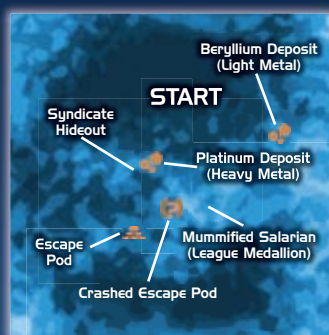 Beryllium Deposit
(Light Metal)
START
Syndicate
Hideout
Platinum Deposit
(Heavy Metal)
Escape
Pod
Mummified Salarian
(League Medallion)
Crashed Escape Pod